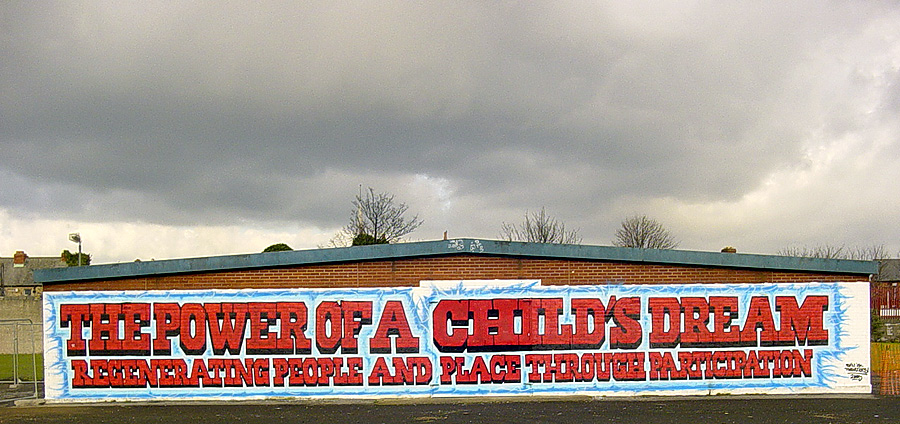 THE POWER OF A CHILD'S DREAM
REGENERATING PEOPLE AND PLACE THROUGH PARTICIPATION